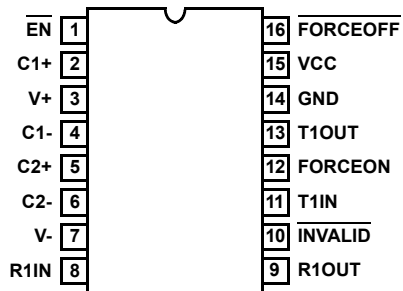 EN 1 16 FORCEOFF
C1+ 2 15 VCC
V+ 3 14 GND
C1- 4 13 T1OUT
C2+ 5 12 FORCEON
C2- 6 11 T1IN
V- 7 10 INVALID
R1IN 8 9 R1OUT